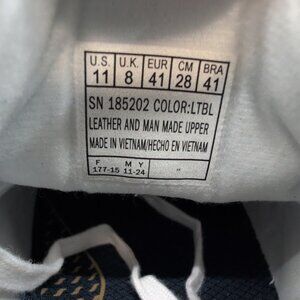 U.S. U.K. EUR CM BRA
11 8 41 28 41
SN 185202 COLOR:LTBL
LEATHER AND MAN MADE UPPER
MADE IN VIETNAM/HECHO EN VIETNAM
F M Y
177-15 11-24 "